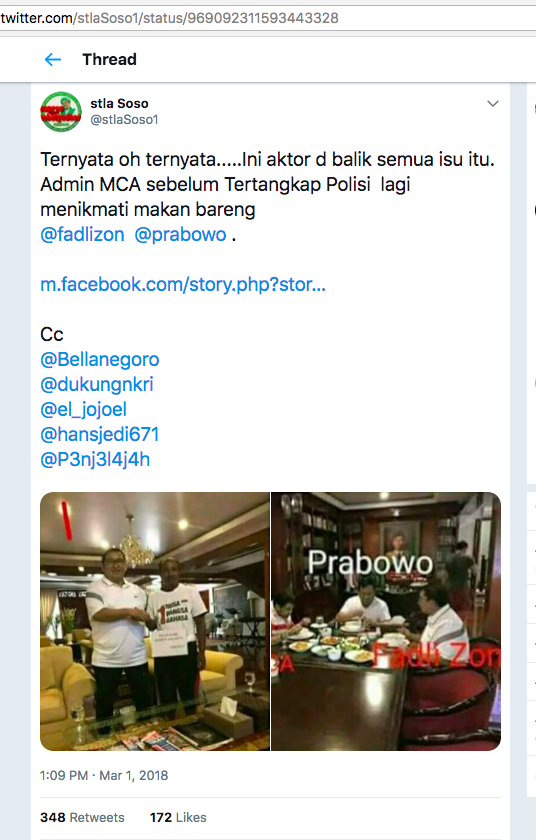 twitter.com/stlaSoso1/status/969092311593443328
Thread
stla Soso
@stlaSoso1
Ternyata oh ternyata.....Ini aktor d balik semua isu itu.
Admin MCA sebelum Tertangkap Polisi lagi
menikmati makan bareng
@fadlizon @prabowo .
m.facebook.com/story.php?stor...
Cc
@Bellanegoro
@dukungnkri
@el_jojoel
@hansjedi671
@P3nj3l4j4h
BANGSA
BAHASA
Prabowo
Fadli Zon
1:09 PM · Mar 1, 2018
348 Retweets 172 Likes